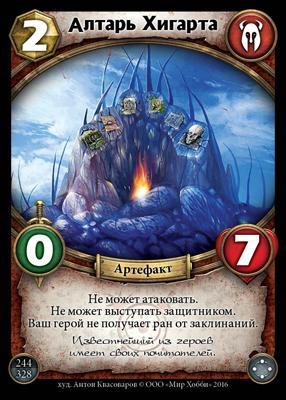 2
Алтарь Хигарта
0
Артефакт
7
Не может атаковать.
Не может выступать защитником.
Ваш герой не получает ран от заклинаний.
Известнейший из героев
имеет своих почитателей.
244
328
худ. Антон Квасоваров © ООО «Мир Хобби» 2016